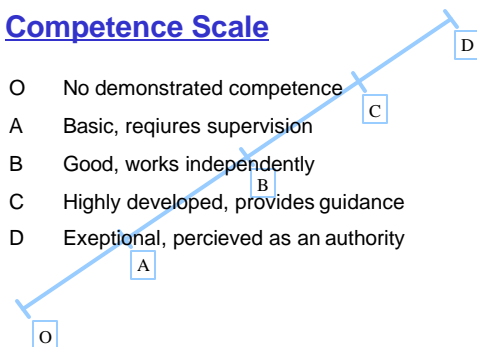 Competence Scale
D
O No demonstrated competence
C
A Basic, reqiures supervision
B Good, works independently
B
C Highly developed, provides guidance
D Exeptional, percieved as an authority
A
O